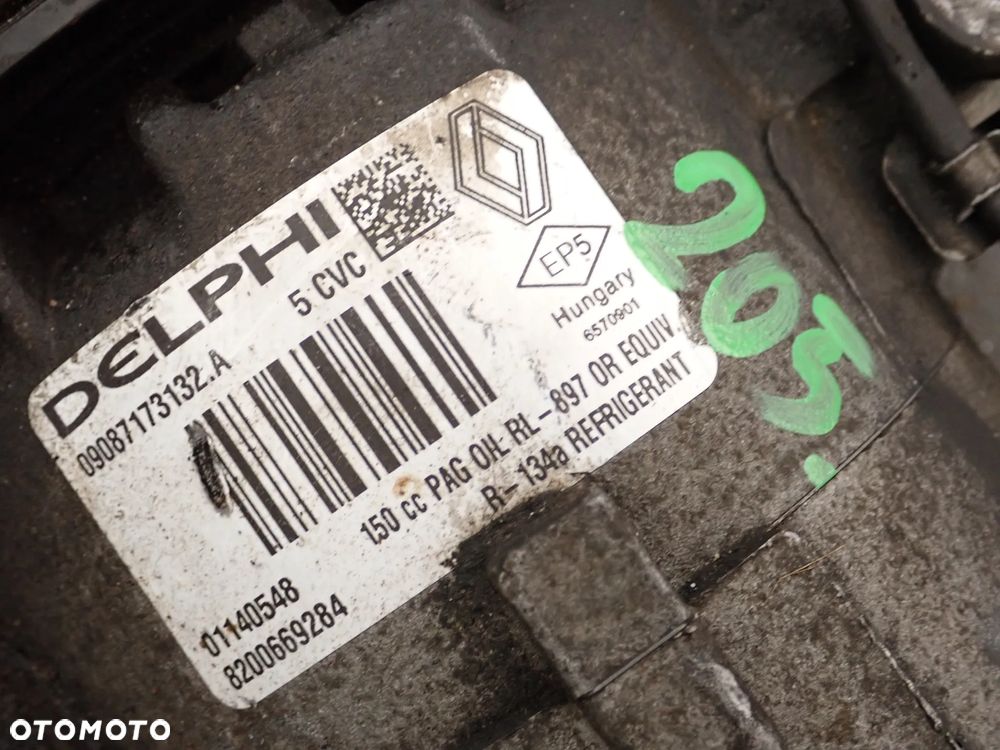 DELPHI
5 CVC
09087173132.A
EP5
Hungary
6570901
150 cc PAG OIL RL-897 OR EQUIV.
R-134a REFRIGERANT
01140548
8200669284
205.
OTOMOTO